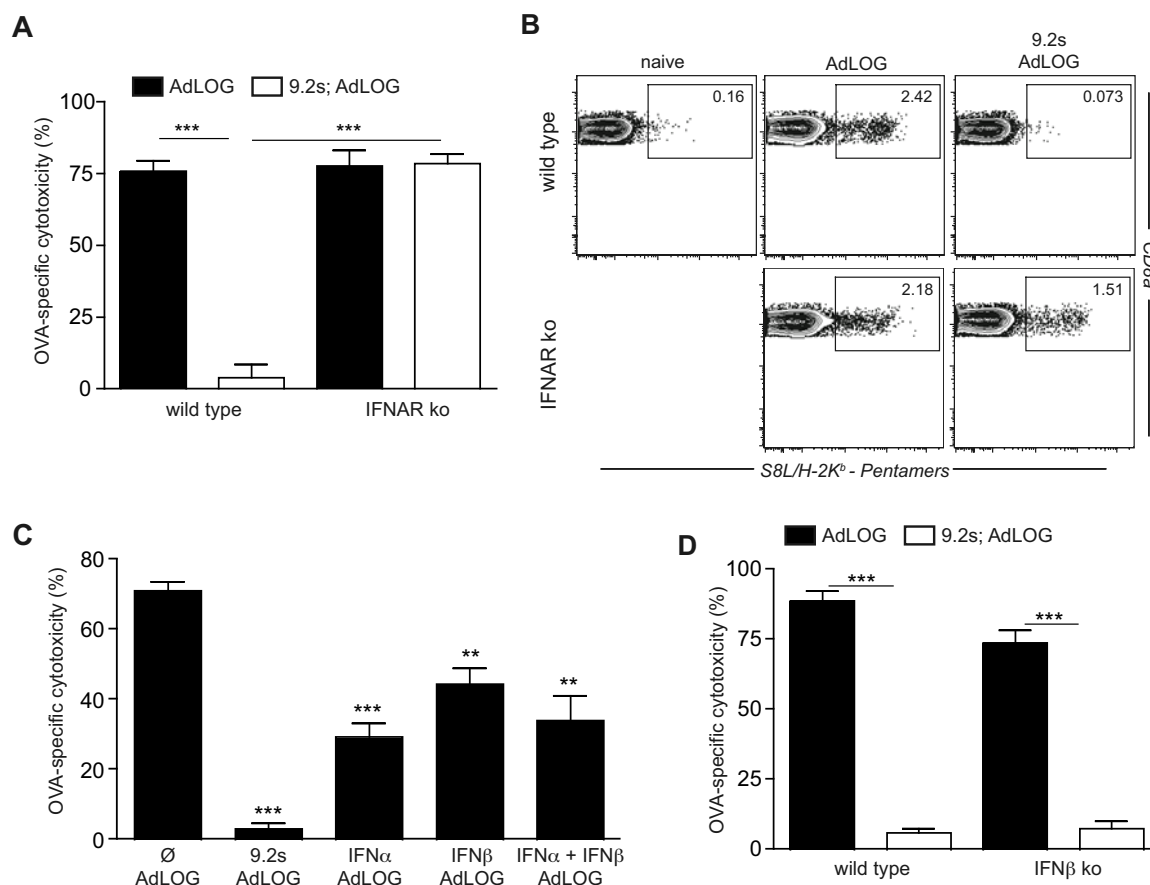 A
AdLOG 9.2s; AdLOG
100
75
50
25
0
OVA-specific cytotoxicity (%)
*** ***
wild type IFNAR ko
B
naive AdLOG 9.2s
AdLOG
wild type
0.16 2.42 0.073
IFNAR ko
2.18 1.51
CD8α
S8L/H-2Kᵇ - Pentamers
C
80
60
40
20
0
OVA-specific cytotoxicity (%)
*** *** ** **
Ø 9.2s IFNα IFNβ IFNα + IFNβ
AdLOG AdLOG AdLOG AdLOG AdLOG
D
AdLOG 9.2s; AdLOG
100
75
50
25
0
OVA-specific cytotoxicity (%)
*** ***
wild type IFNβ ko